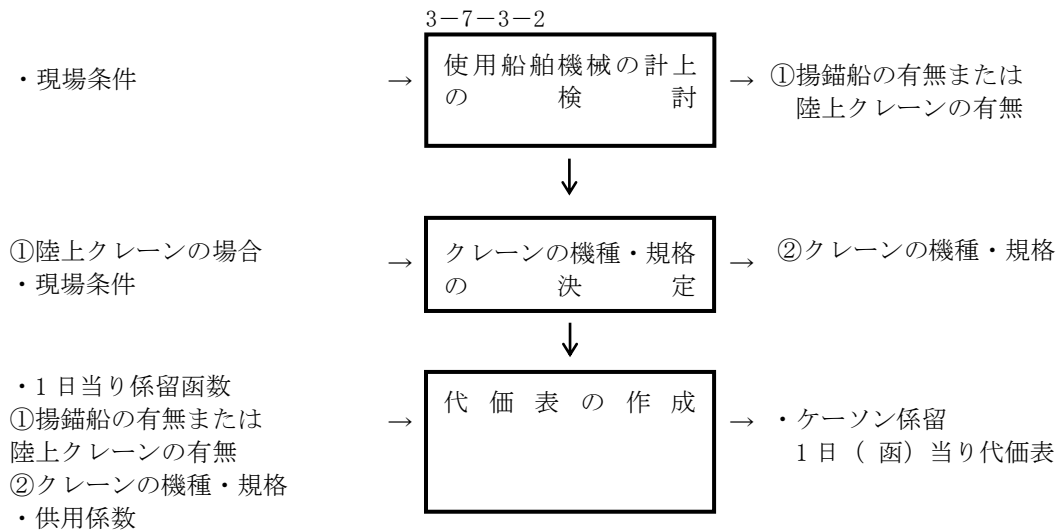 3-7-3-2
・現場条件
→
使用船舶機械の計上
の検討
→
①揚錨船の有無または
陸上クレーンの有無
↓
①陸上クレーンの場合
・現場条件
→
クレーンの機種・規格
の決定
→
②クレーンの機種・規格
↓
・1日当り係留函数
①揚錨船の有無または
陸上クレーンの有無
②クレーンの機種・規格
・供用係数
→
代価表の作成
→
・ケーソン係留
1日(函)当り代価表